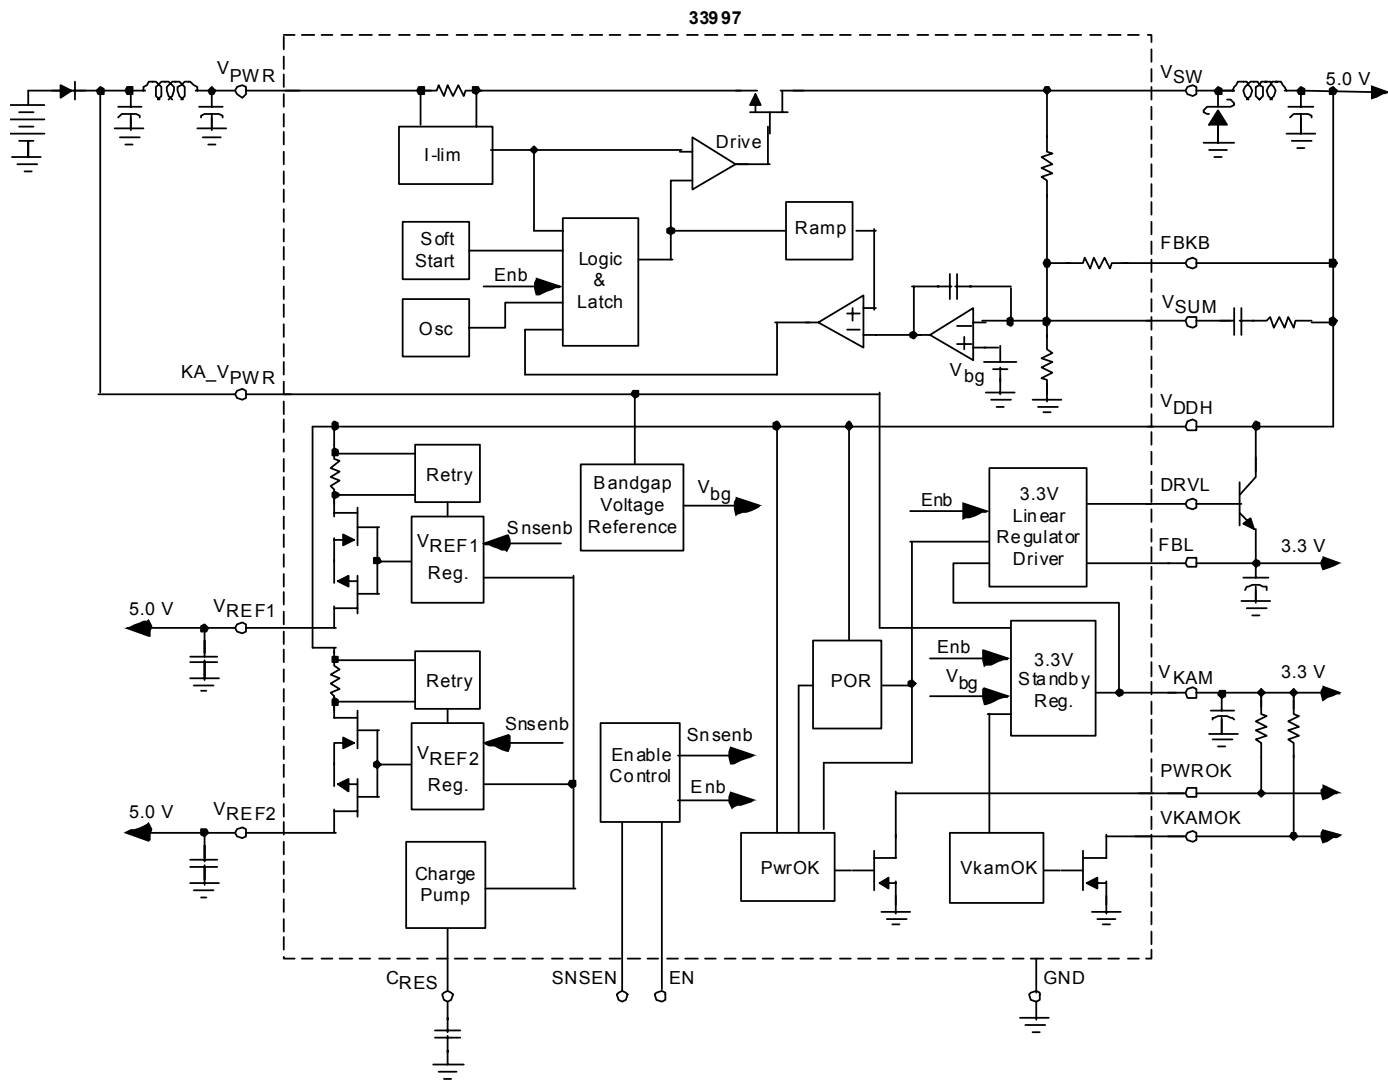 33997
VPWR
VSW
5.0 V
I-lim
Drive
Soft
Start
Enb
Osc
Logic
&
Latch
Ramp
FBKB
VSUM
Vbg
KA_VPWR
VDDH
Retry
VREF1
Reg.
Snsenb
Bandgap
Voltage
Reference
Vbg
Enb
3.3V
Linear
Regulator
Driver
DRVL
FBL
3.3 V
5.0 V
VREF1
Retry
VREF2
Reg.
Snsenb
Enable
Control
Snsenb
Enb
POR
Enb
Vbg
3.3V
Standby
Reg.
VKAM
3.3 V
PWROK
VKAMOK
5.0 V
VREF2
Charge
Pump
PwrOK
VkamOK
CRES
SNSEN
EN
GND